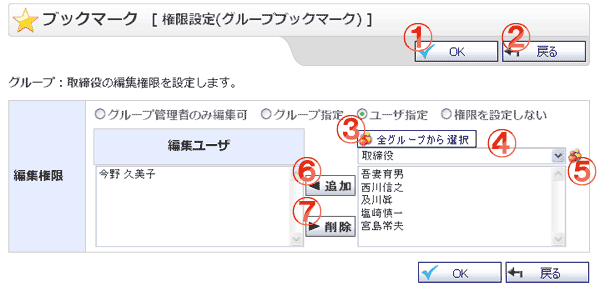 ブックマーク [ 権限設定(グループブックマーク) ]
① OK ② 戻る
グループ：取締役の編集権限を設定します。
グループ管理者のみ編集可 グループ指定 ユーザ指定 権限を設定しない
編集権限
編集ユーザ
今野 久美子
③ 全グループから選択 ④
取締役 ⑤
⑥ 追加
⑦ 削除
吾妻育男
西川信之
及川眞
塩崎慎一
宮島常夫
OK 戻る